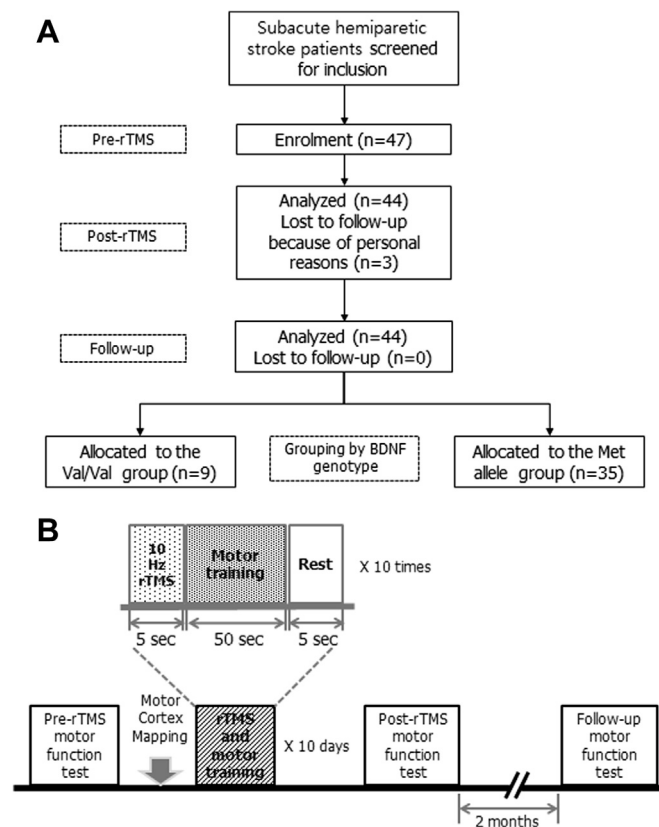 A
Subacute hemiparetic
stroke patients screened
for inclusion
Pre-rTMS
Enrolment (n=47)
Post-rTMS
Analyzed (n=44)
Lost to follow-up
because of personal
reasons (n=3)
Follow-up
Analyzed (n=44)
Lost to follow-up (n=0)
Allocated to the
Val/Val group (n=9)
Grouping by BDNF
genotype
Allocated to the Met
allele group (n=35)
B
10
Hz
rTMS
Motor
training
Rest
X 10 times
5 sec
50 sec
5 sec
Pre-rTMS
motor
function
test
Motor
Cortex
Mapping
rTMS
and
motor
training
X 10 days
Post-rTMS
motor
function
test
Follow-up
motor
function
test
2 months